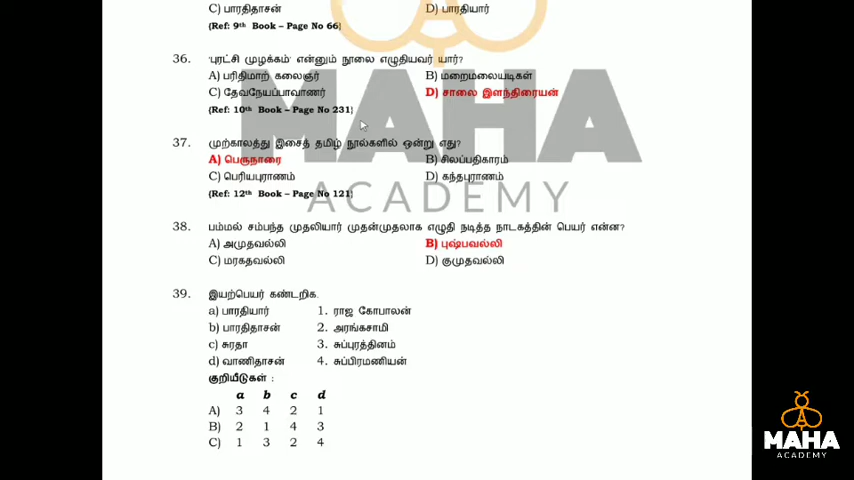 C) பாரதிதாசன் D) பாரதியார்
{Ref: 9th Book – Page No 66}
36. 'புரட்சி முழக்கம்' என்னும் நூலை எழுதியவர் யார்?
A) பரிதிமாற் கலைஞர் B) மறைமலையடிகள்
C) தேவநேயப்பாவாணர் D) சாலை இளந்திரையன்
{Ref: 10th Book – Page No 231}
37. முற்காலத்து இசைத் தமிழ் நூல்களில் ஒன்று எது?
A) பெருநாரை B) சிலப்பதிகாரம்
C) பெரியபுராணம் D) கந்தபுராணம்
{Ref: 12th Book – Page No 121}
38. பம்மல் சம்பந்த முதலியார் முதன்முதலாக எழுதி நடித்த நாடகத்தின் பெயர் என்ன?
A) அமுதவல்லி B) புஷ்பவல்லி
C) மரகதவல்லி D) குமுதவல்லி
39. இயற்பெயர் கண்டறிக.
a) பாரதியார் 1. ராஜ கோபாலன்
b) பாரதிதாசன் 2. அரங்கசாமி
c) சுரதா 3. சுப்புரத்தினம்
d) வாணிதாசன் 4. சுப்பிரமணியன்
குறியீடுகள் :
a b c d
A) 3 4 2 1
B) 2 1 4 3
C) 1 3 2 4
MAHA
ACADEMY
MAHA
ACADEMY